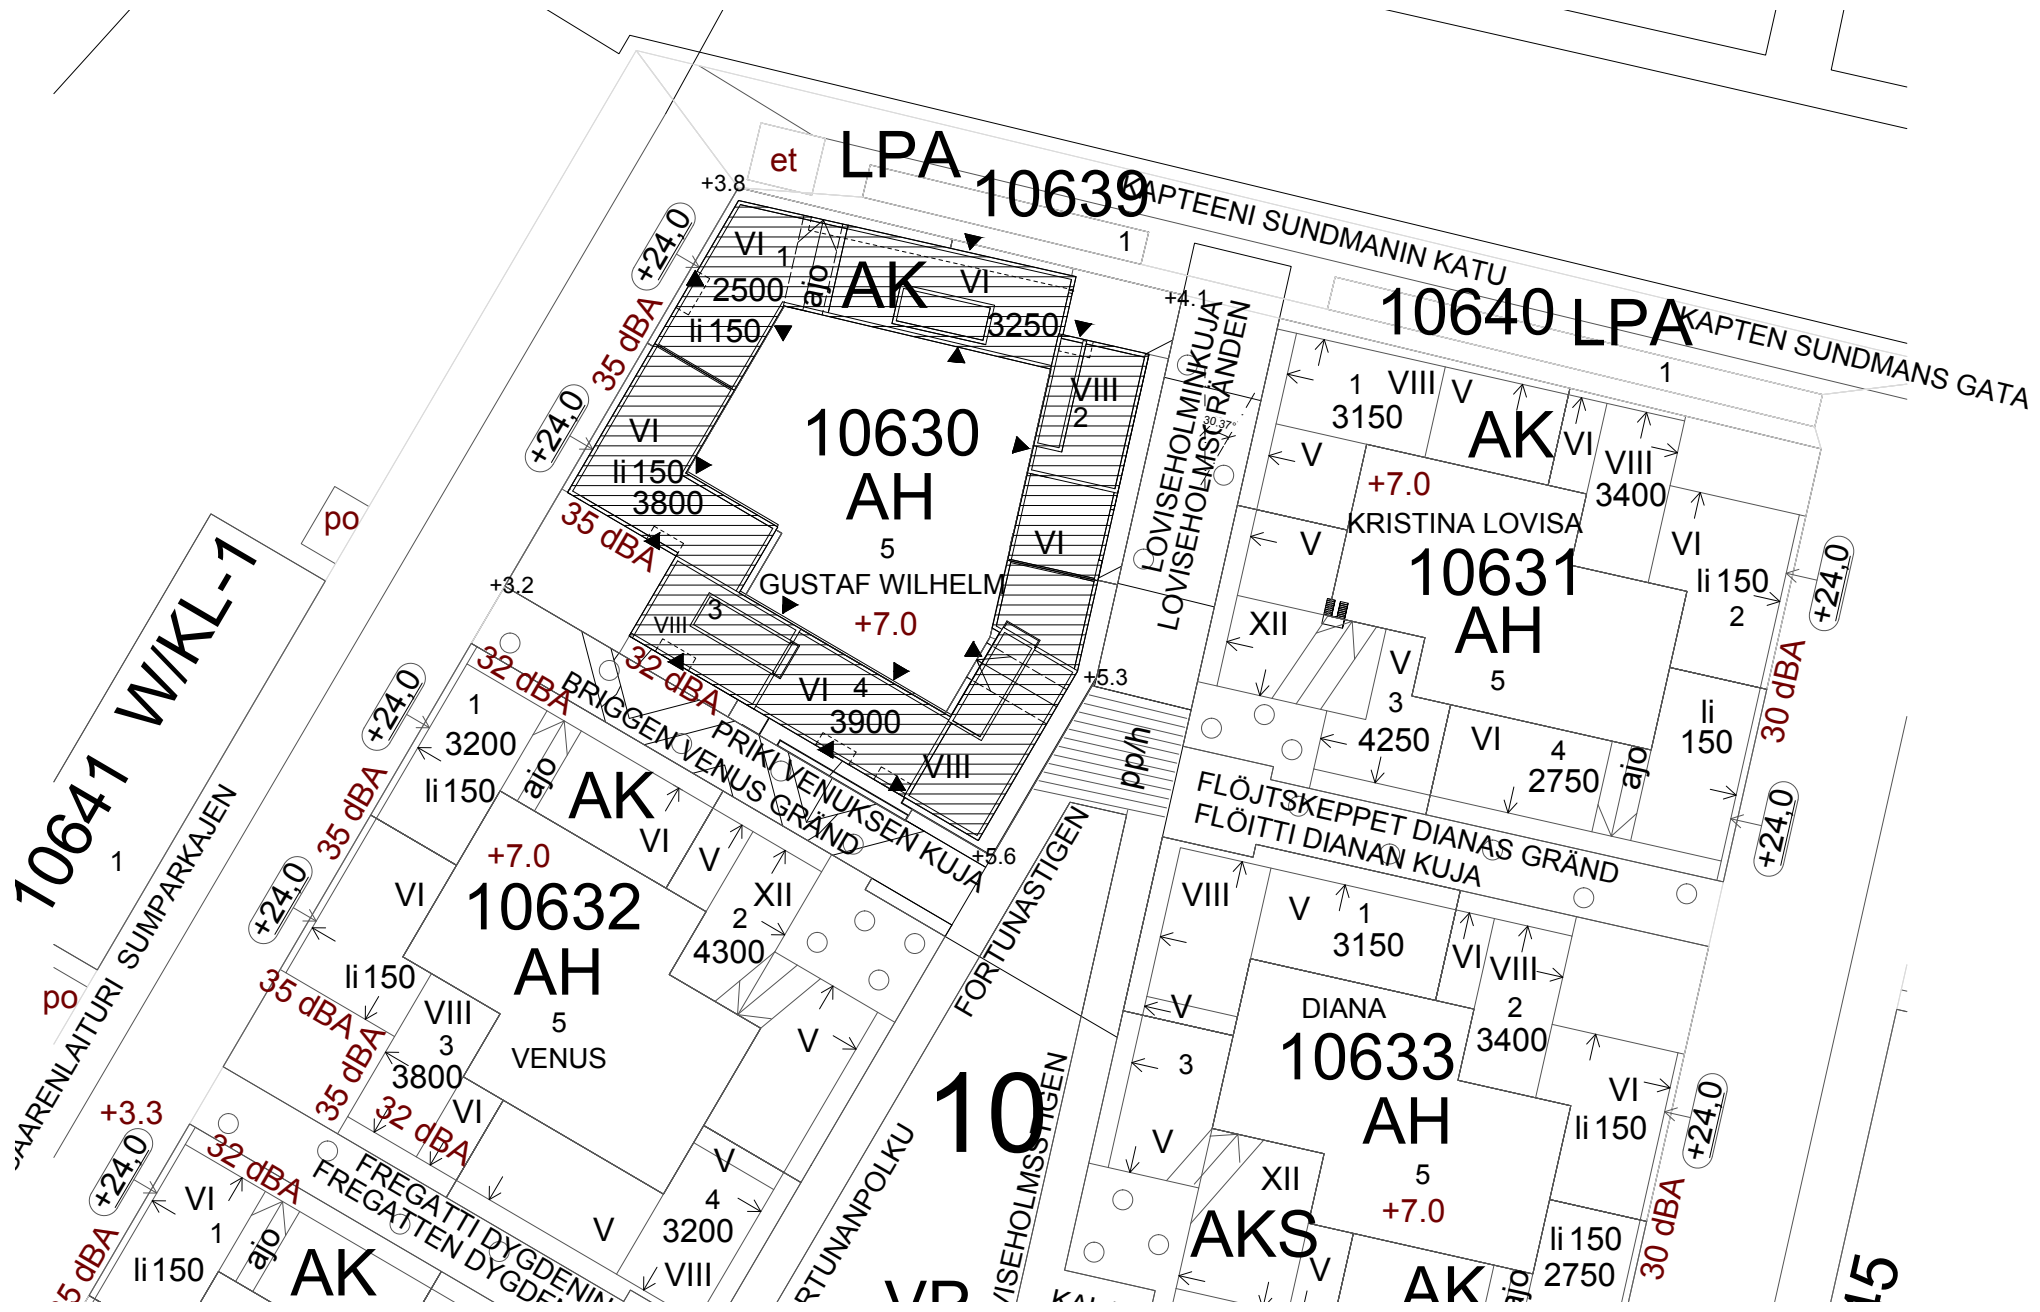 LPA
et
10639
1
KAPTEENI SUNDMANIN KATU
KAPTEN SUNDMANS GATA
+3.8
+24,0
35 dBA
VI
1
2500
li 150
ajo
AK
VI
3250
+4.1
VIII
2
LOVISEHOLMINKUJA
LOVISEHOLMSGRÄNDEN
30.37°
10640 LPA
1
+24,0
VI
li 150
3800
35 dBA
10630
AH
5
GUSTAF WILHELM
+7.0
VI
+3.2
3
VIII
32 dBA
VI
4
3900
VIII
+5.3
+5.6
pp/h
1
3150
VIII
V
AK
VI
VIII
3400
V
+7.0
KRISTINA LOVISA
10631
AH
5
V
VI
li 150
2
+24,0
XII
V
3
4250
VI
4
2750
ajo
li
150
30 dBA
+24,0
po
10641 W/KL-1
1
po
SUMPARKAJEN
+24,0
32 dBA
BRIGGEN VENUS GRÄND
PRIKI VENUKSEN KUJA
1
3200
li 150
ajo
AK
VI
V
35 dBA
+24,0
+7.0
10632
AH
5
VENUS
VI
li 150
XII
2
4300
V
35 dBA
35 dBA
VIII
3
3800
VI
32 dBA
V
V
4
3200
VIII
FORTUNASTIGEN
FLÖJTSKEPPET DIANAS GRÄND
FLÖITTI DIANAN KUJA
VIII
V
1
3150
VI
VIII
2
3400
V
DIANA
10633
AH
5
+7.0
3
V
VI
li 150
+24,0
30 dBA
XII
AKS
V
li 150
2750
AK
ajo
10
+3.3
+24,0
32 dBA
FREGATTI DYGDENIN
VI
1
li 150
ajo
AK